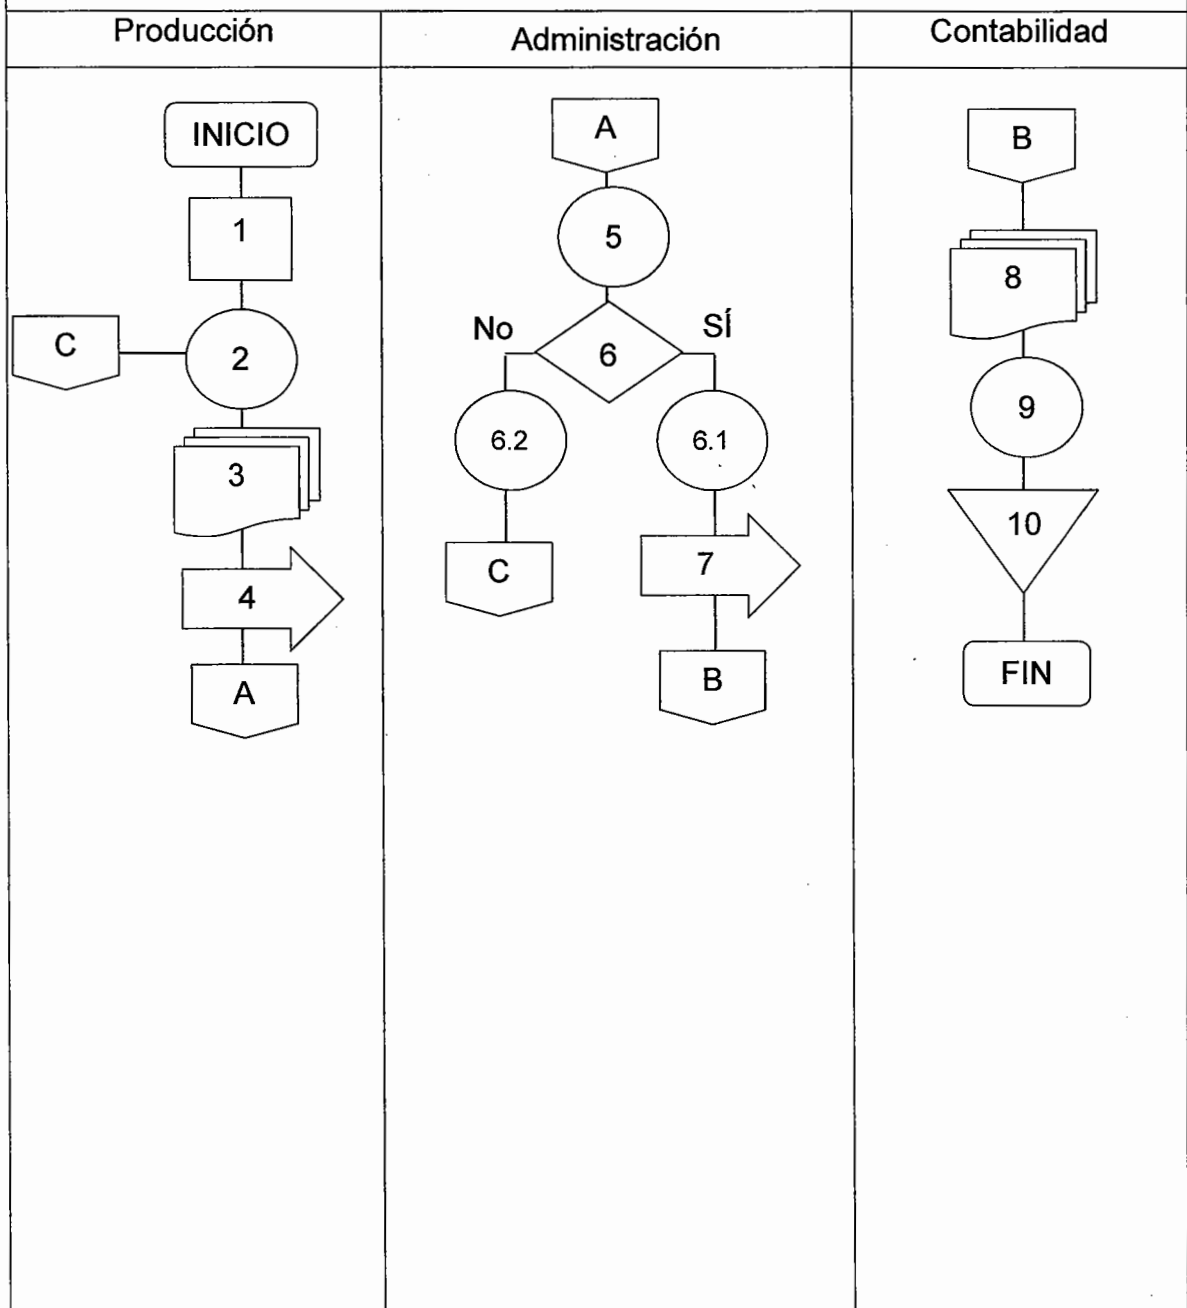 Producción
Administración
Contabilidad
INICIO
1
C
2
3
4
A
A
5
No
SÍ
6
6.2
6.1
C
7
B
B
8
9
10
FIN